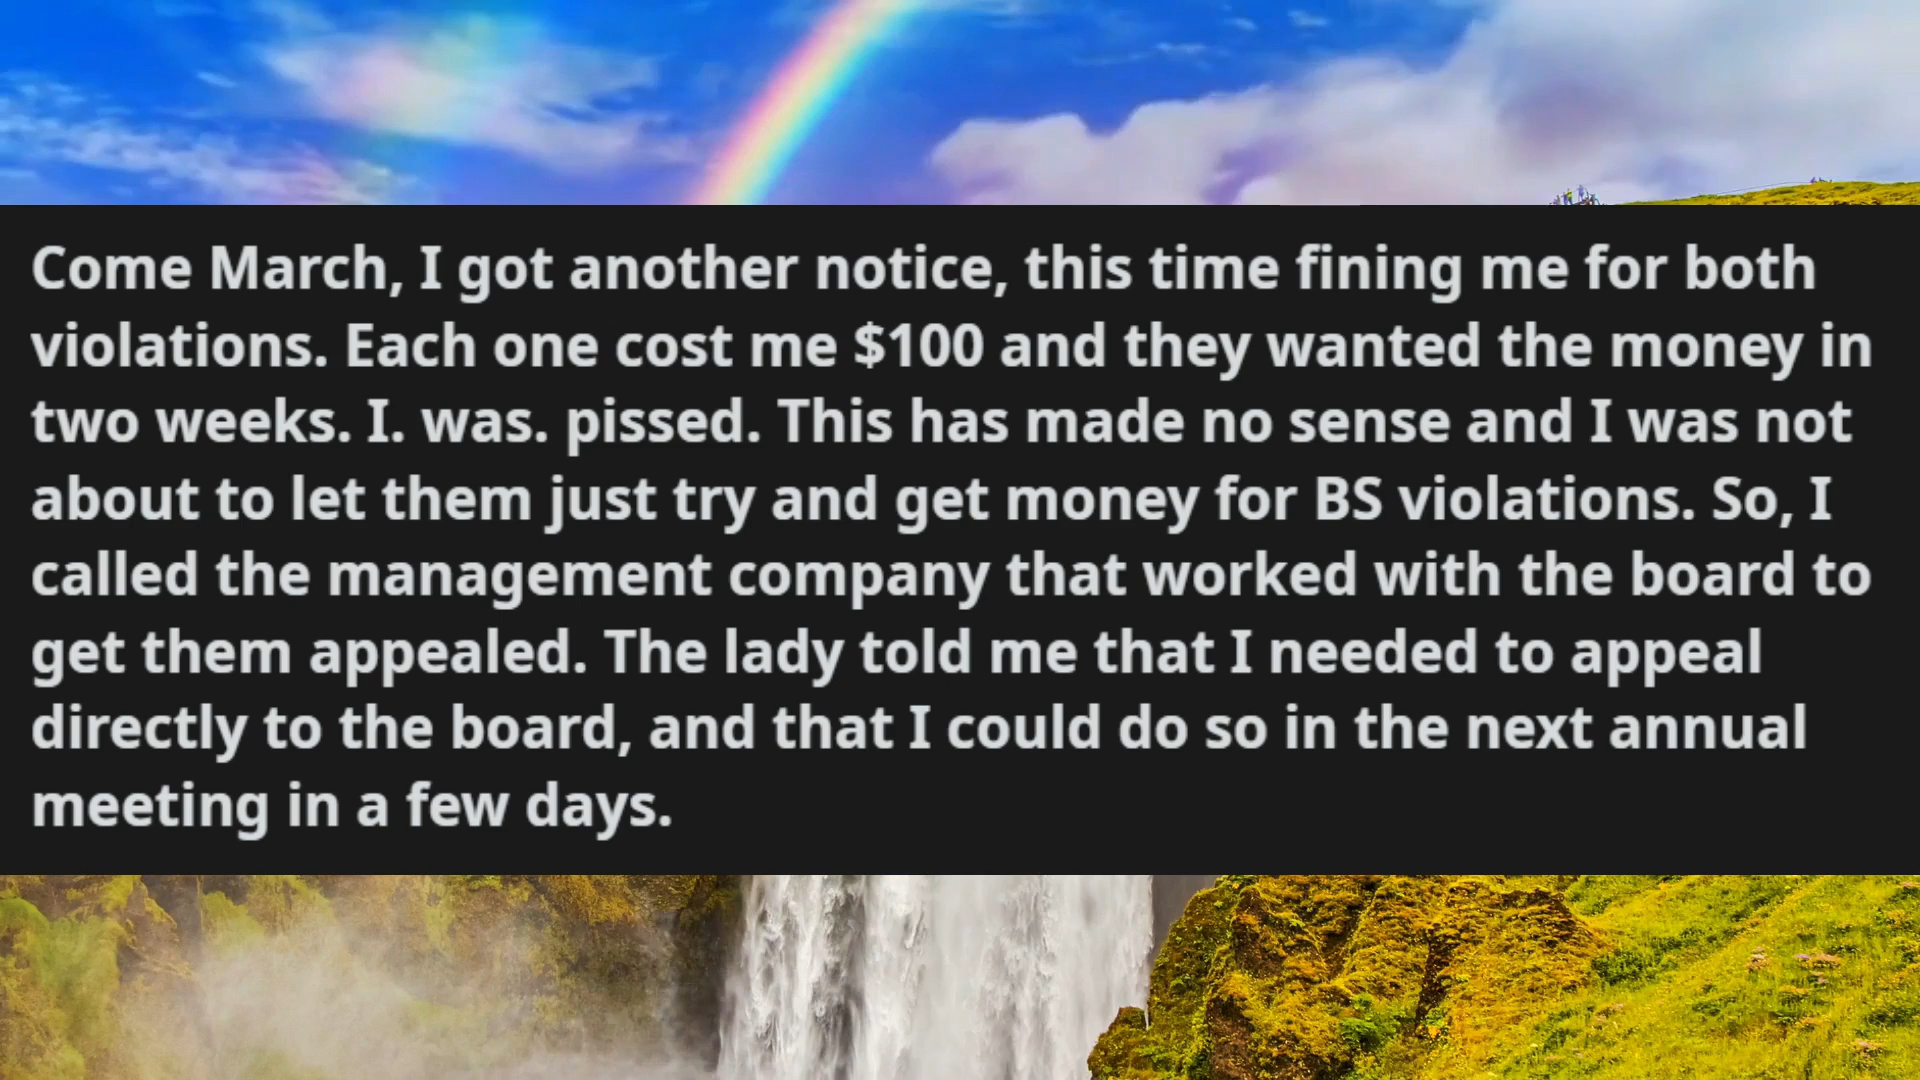 Come March, I got another notice, this time fining me for both
violations. Each one cost me $100 and they wanted the money in
two weeks. I. was. pissed. This has made no sense and I was not
about to let them just try and get money for BS violations. So, I
called the management company that worked with the board to
get them appealed. The lady told me that I needed to appeal
directly to the board, and that I could do so in the next annual
meeting in a few days.